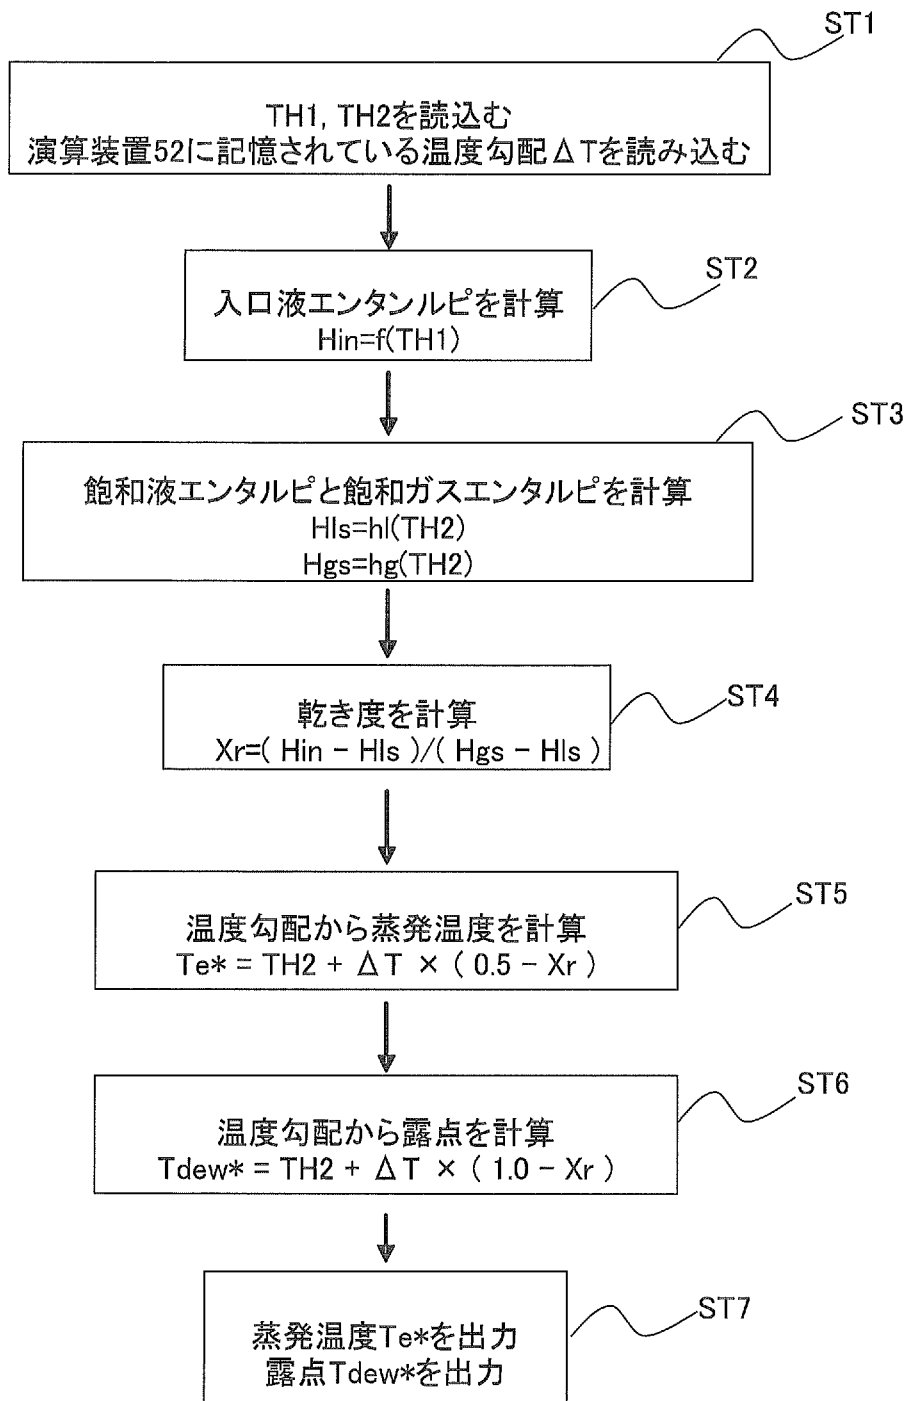 ST1
TH1, TH2を読込む
演算装置52に記憶されている温度勾配ΔTを読み込む
ST2
入口液エンタンルピを計算
Hin=f(TH1)
ST3
飽和液エンタルピと飽和ガスエンタルピを計算
Hls=hl(TH2)
Hgs=hg(TH2)
ST4
乾き度を計算
Xr=( Hin − Hls )/( Hgs − Hls )
ST5
温度勾配から蒸発温度を計算
Te* = TH2 + ΔT × ( 0.5 − Xr )
ST6
温度勾配から露点を計算
Tdew* = TH2 + ΔT × ( 1.0 − Xr )
ST7
蒸発温度Te*を出力
露点Tdew*を出力